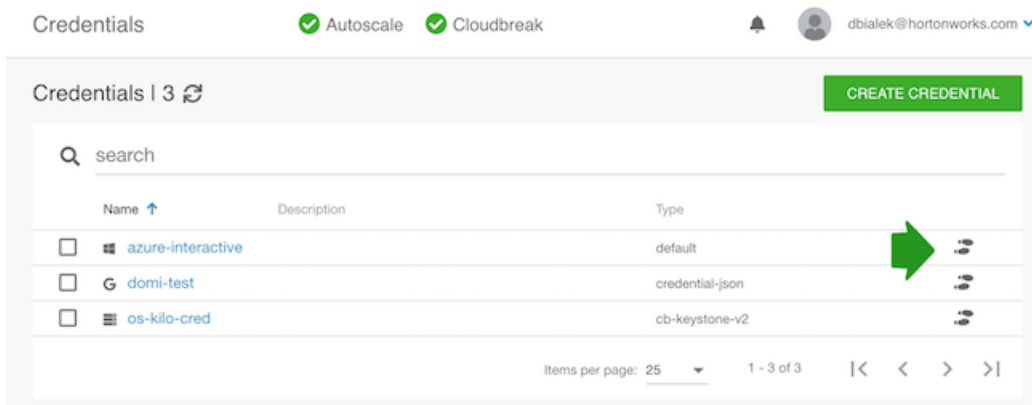 Credentials Autoscale Cloudbreak dbialek@hortonworks.com
Credentials | 3 CREATE CREDENTIAL
search
Name Description Type
azure-interactive default
G domi-test credential-json
os-kilo-cred cb-keystone-v2
Items per page: 25 1 - 3 of 3